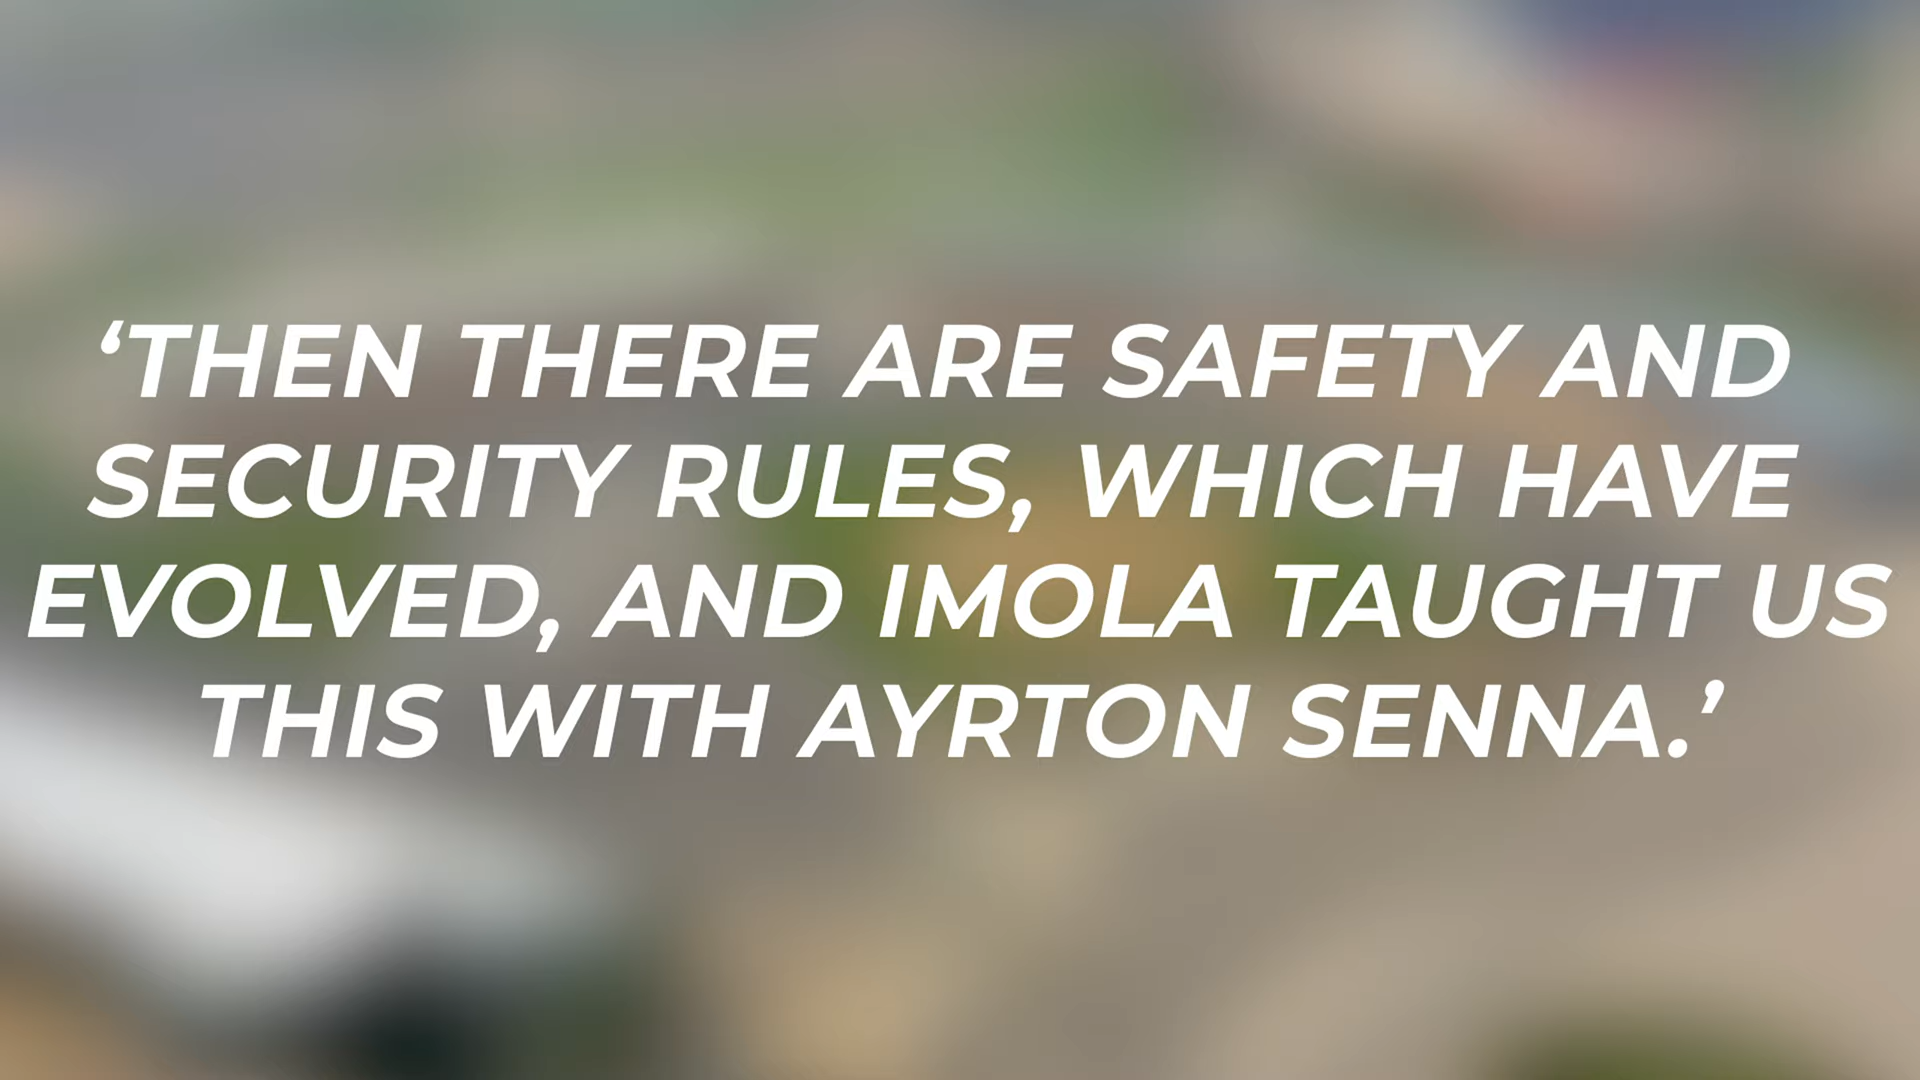 ‘THEN THERE ARE SAFETY AND
SECURITY RULES, WHICH HAVE
EVOLVED, AND IMOLA TAUGHT US
THIS WITH AYRTON SENNA.’